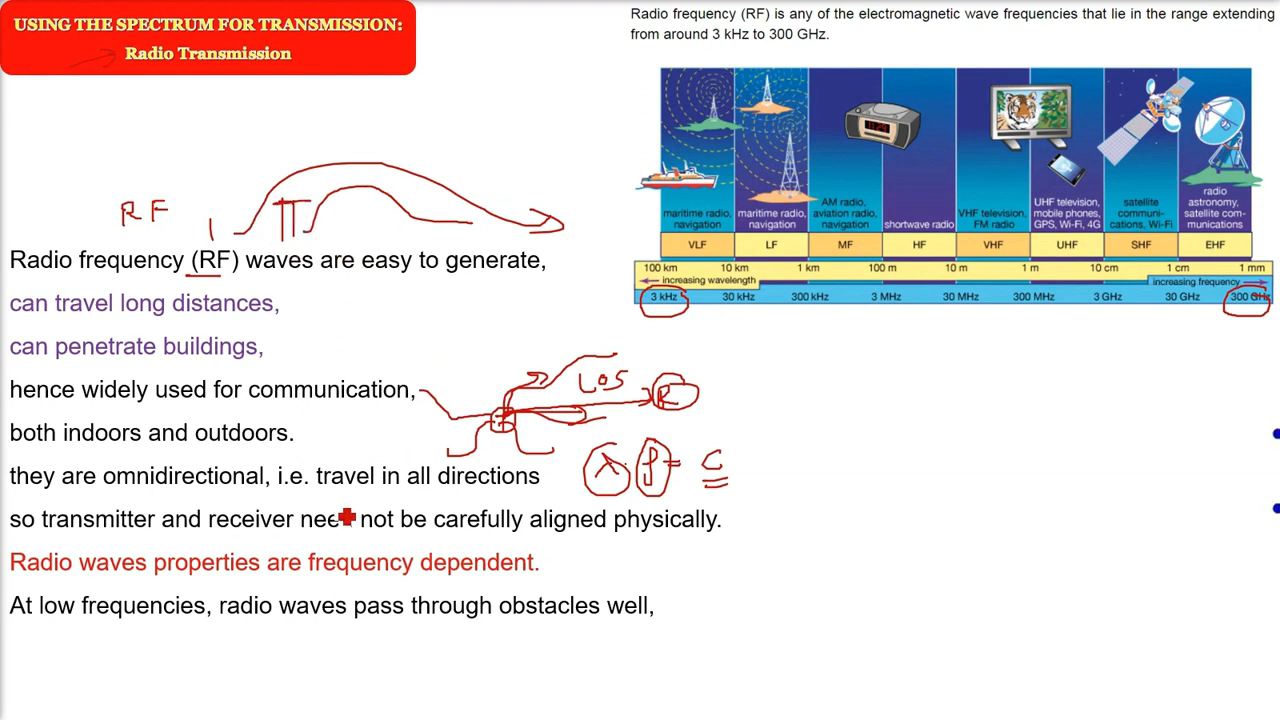 USING THE SPECTRUM FOR TRANSMISSION:
Radio Transmission
Radio frequency (RF) is any of the electromagnetic wave frequencies that lie in the range extending
from around 3 kHz to 300 GHz.
maritime radio, navigation
maritime radio, navigation
AM radio, aviation radio, navigation
shortwave radio
VHF television, FM radio
UHF television, mobile phones, GPS, Wi-Fi, 4G
satellite communi-cations, Wi-Fi
radio astronomy, satellite com-munications
VLF LF MF HF VHF UHF SHF EHF
100 km 10 km 1 km 100 m 10 m 1 m 10 cm 1 cm 1 mm
increasing wavelength increasing frequency
3 kHz 30 kHz 300 kHz 3 MHz 30 MHz 300 MHz 3 GHz 30 GHz 300 GHz
RF
Radio frequency (RF) waves are easy to generate,
can travel long distances,
can penetrate buildings,
hence widely used for communication,
LOS
R
both indoors and outdoors.
λ f = c
they are omnidirectional, i.e. travel in all directions
so transmitter and receiver need not be carefully aligned physically.
Radio waves properties are frequency dependent.
At low frequencies, radio waves pass through obstacles well,